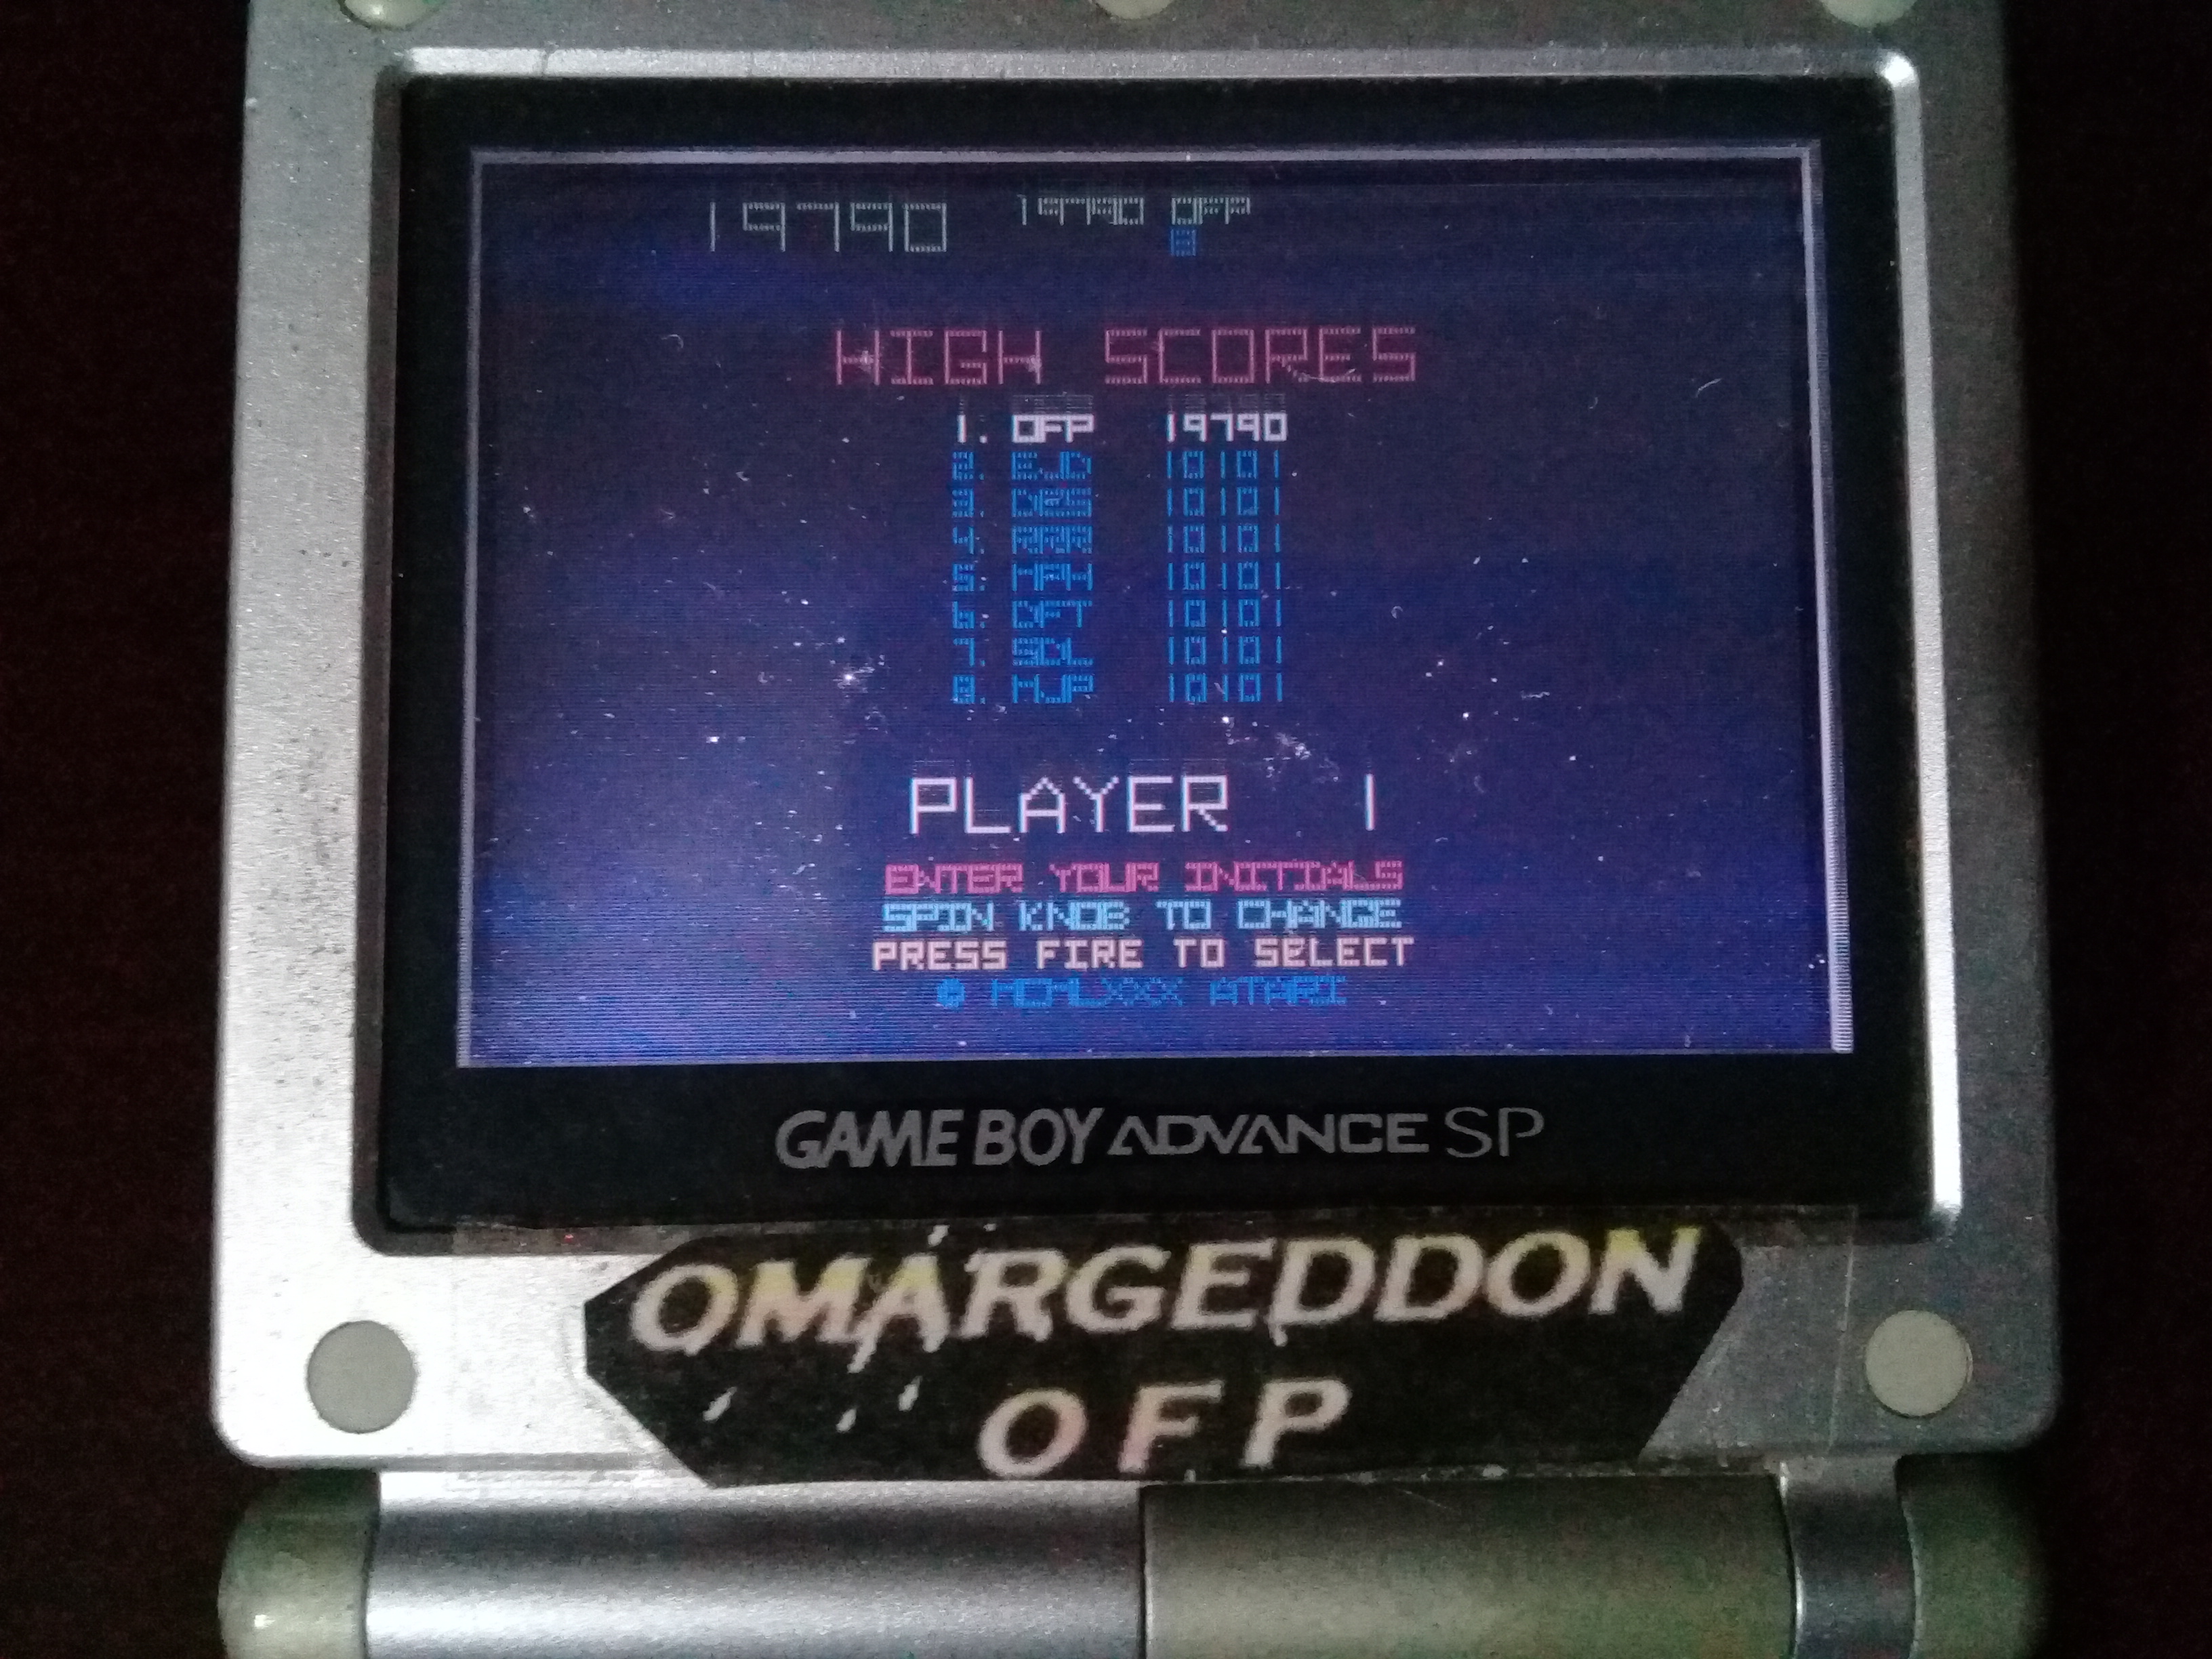 19790 19790 OFP
8
HIGH SCORES
1. OFP 19790
2. EJD 10101
3. DES 10101
4. RRR 10101
5. MPH 10101
6. DFT 10101
7. SDL 10101
8. MJP 10101
PLAYER 1
ENTER YOUR INITIALS
SPIN KNOB TO CHANGE
PRESS FIRE TO SELECT
© MCMLXXX ATARI
GAME BOY ADVANCE SP
OMARGEDDON
OFP